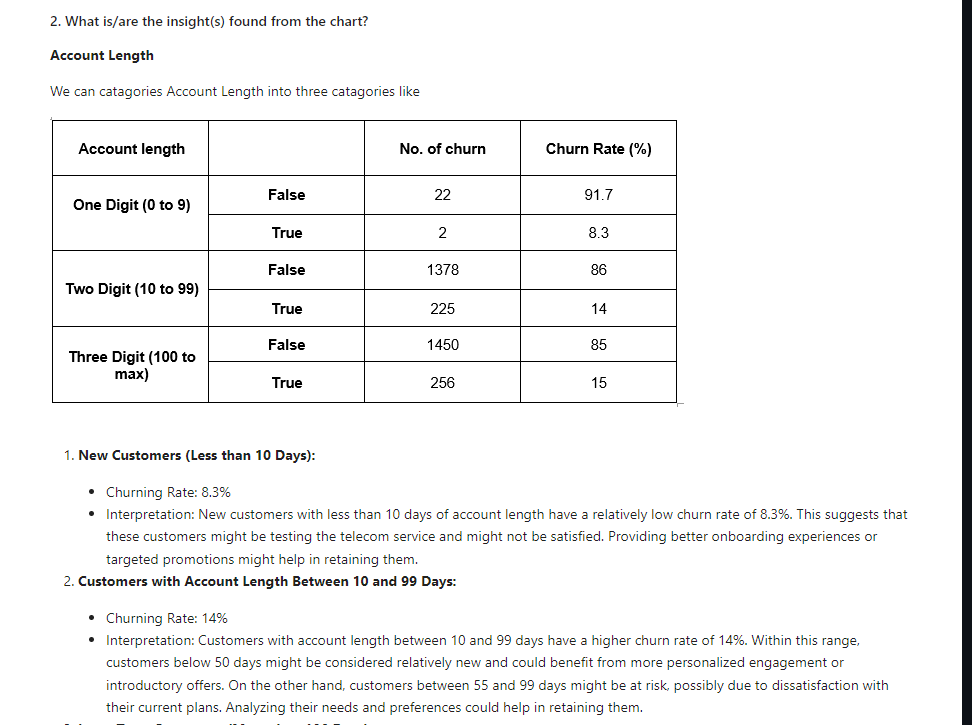 2. What is/are the insight(s) found from the chart?
Account Length
We can catagories Account Length into three catagories like
Account length No. of churn Churn Rate (%)
One Digit (0 to 9) False 22 91.7
True 2 8.3
Two Digit (10 to 99) False 1378 86
True 225 14
Three Digit (100 to max) False 1450 85
True 256 15
1. New Customers (Less than 10 Days):
• Churning Rate: 8.3%
• Interpretation: New customers with less than 10 days of account length have a relatively low churn rate of 8.3%. This suggests that
these customers might be testing the telecom service and might not be satisfied. Providing better onboarding experiences or
targeted promotions might help in retaining them.
2. Customers with Account Length Between 10 and 99 Days:
• Churning Rate: 14%
• Interpretation: Customers with account length between 10 and 99 days have a higher churn rate of 14%. Within this range,
customers below 50 days might be considered relatively new and could benefit from more personalized engagement or
introductory offers. On the other hand, customers between 55 and 99 days might be at risk, possibly due to dissatisfaction with
their current plans. Analyzing their needs and preferences could help in retaining them.